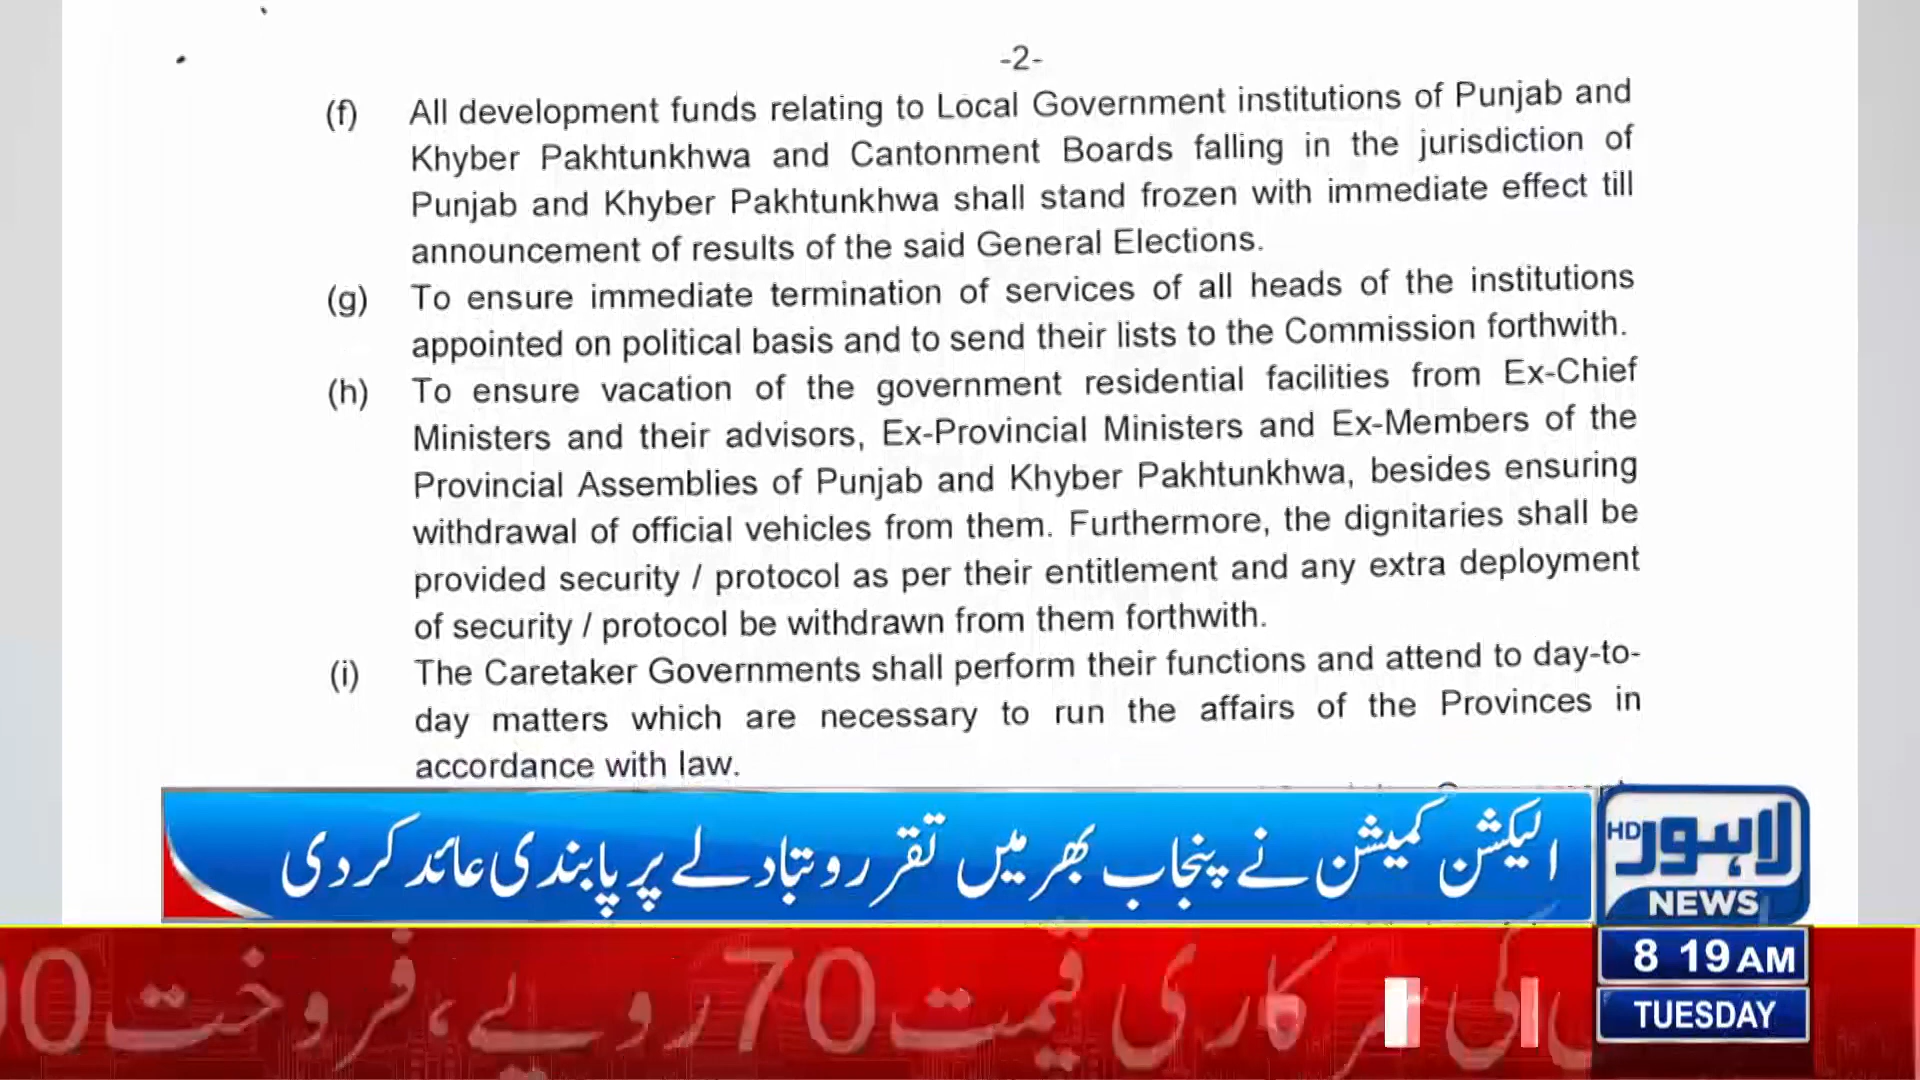 -2-
(f) All development funds relating to Local Government institutions of Punjab and
Khyber Pakhtunkhwa and Cantonment Boards falling in the jurisdiction of
Punjab and Khyber Pakhtunkhwa shall stand frozen with immediate effect till
announcement of results of the said General Elections.
(g) To ensure immediate termination of services of all heads of the institutions
appointed on political basis and to send their lists to the Commission forthwith.
(h) To ensure vacation of the government residential facilities from Ex-Chief
Ministers and their advisors, Ex-Provincial Ministers and Ex-Members of the
Provincial Assemblies of Punjab and Khyber Pakhtunkhwa, besides ensuring
withdrawal of official vehicles from them. Furthermore, the dignitaries shall be
provided security / protocol as per their entitlement and any extra deployment
of security / protocol be withdrawn from them forthwith.
(i) The Caretaker Governments shall perform their functions and attend to day-to-
day matters which are necessary to run the affairs of the Provinces in
accordance with law.
الیکشن کمیشن نے پنجاب بھر میں تقرر و تبادلے پر پابندی عائد کر دی
لاہور HD
NEWS
8 19 AM
TUESDAY
کی سرکاری قیمت 70 روپے، فروخت